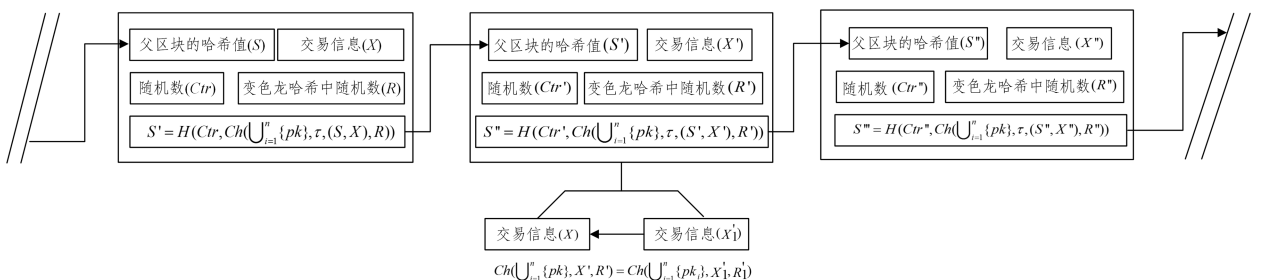 父区块的哈希值(S) 交易信息(X)
随机数(Ctr) 变色龙哈希中随机数(R)
S' = H(Ctr, Ch(⋃ⁿᵢ₌₁{pk}, τ, (S, X), R))
父区块的哈希值(S') 交易信息(X')
随机数(Ctr') 变色龙哈希中随机数(R')
S'' = H(Ctr', Ch(⋃ⁿᵢ₌₁{pk}, τ, (S', X'), R'))
父区块的哈希值(S'') 交易信息(X'')
随机数(Ctr'') 变色龙哈希中随机数(R'')
S''' = H(Ctr'', Ch(⋃ⁿᵢ₌₁{pk}, τ, (S'', X''), R''))
交易信息(X) 交易信息(X'₁)
Ch(⋃ⁿᵢ₌₁{pk}, X', R') = Ch(⋃ⁿᵢ₌₁{pkᵢ}, X'₁, R'₁)